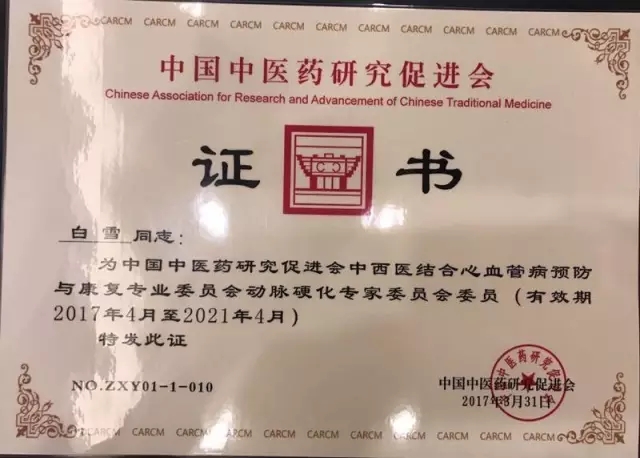 CARCM CARCM CARCM CARCM CARCM CARCM CARCM CARCM
中国中医药研究促进会
Chinese Association for Research and Advancement of Chinese Traditional Medicine
证 书
白雪 同志：
为中国中医药研究促进会中西医结合心血管病预防
与康复专业委员会动脉硬化专家委员会委员（有效期
2017年4月至2021年4月）
特发此证
NO.ZXY01-1-010
中国中医药研究促进会
2017年3月31日
CARCM CARCM CARCM CARCM CARCM CARCM CARCM CARCM